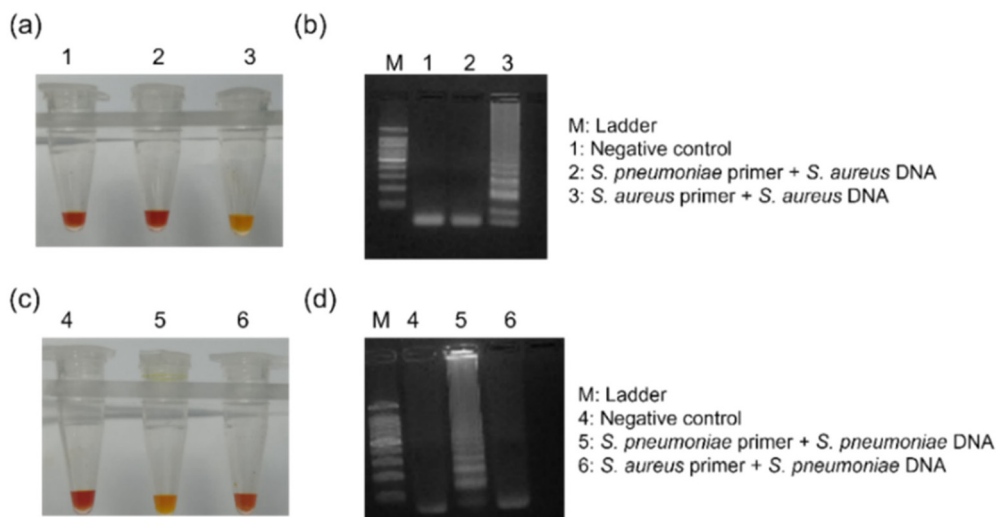 (a)
1 2 3
(b)
M 1 2 3
M: Ladder
1: Negative control
2: S. pneumoniae primer + S. aureus DNA
3: S. aureus primer + S. aureus DNA
(c)
4 5 6
(d)
M 4 5 6
M: Ladder
4: Negative control
5: S. pneumoniae primer + S. pneumoniae DNA
6: S. aureus primer + S. pneumoniae DNA